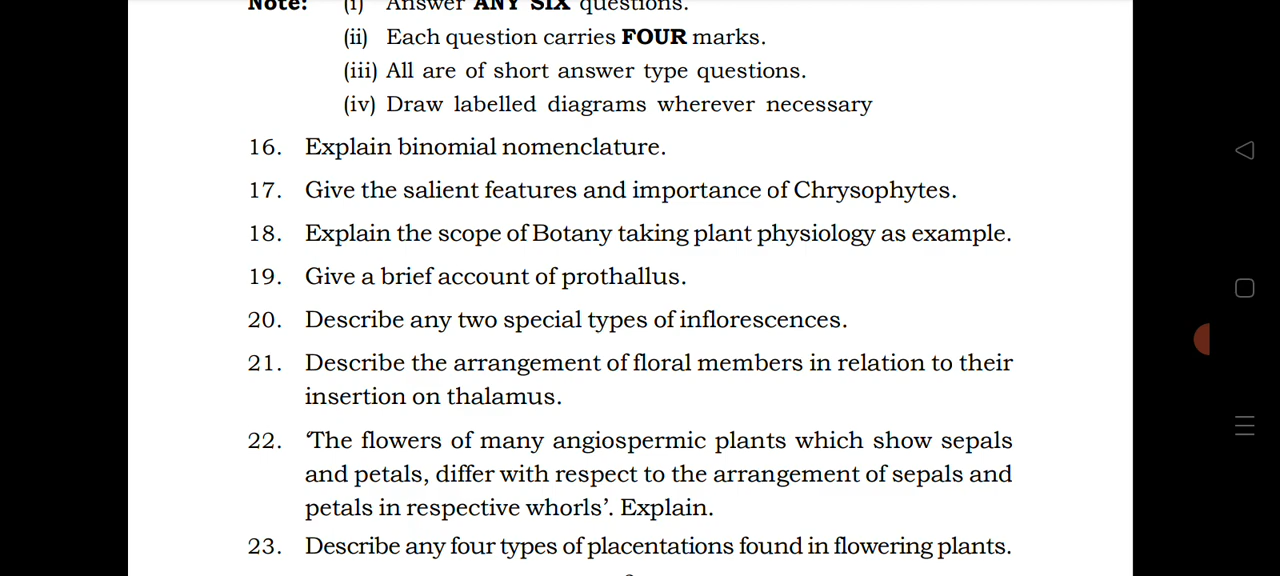 Note: (i) Answer ANY SIX questions.
(ii) Each question carries FOUR marks.
(iii) All are of short answer type questions.
(iv) Draw labelled diagrams wherever necessary
16. Explain binomial nomenclature.
17. Give the salient features and importance of Chrysophytes.
18. Explain the scope of Botany taking plant physiology as example.
19. Give a brief account of prothallus.
20. Describe any two special types of inflorescences.
21. Describe the arrangement of floral members in relation to their
insertion on thalamus.
22. 'The flowers of many angiospermic plants which show sepals
and petals, differ with respect to the arrangement of sepals and
petals in respective whorls'. Explain.
23. Describe any four types of placentations found in flowering plants.